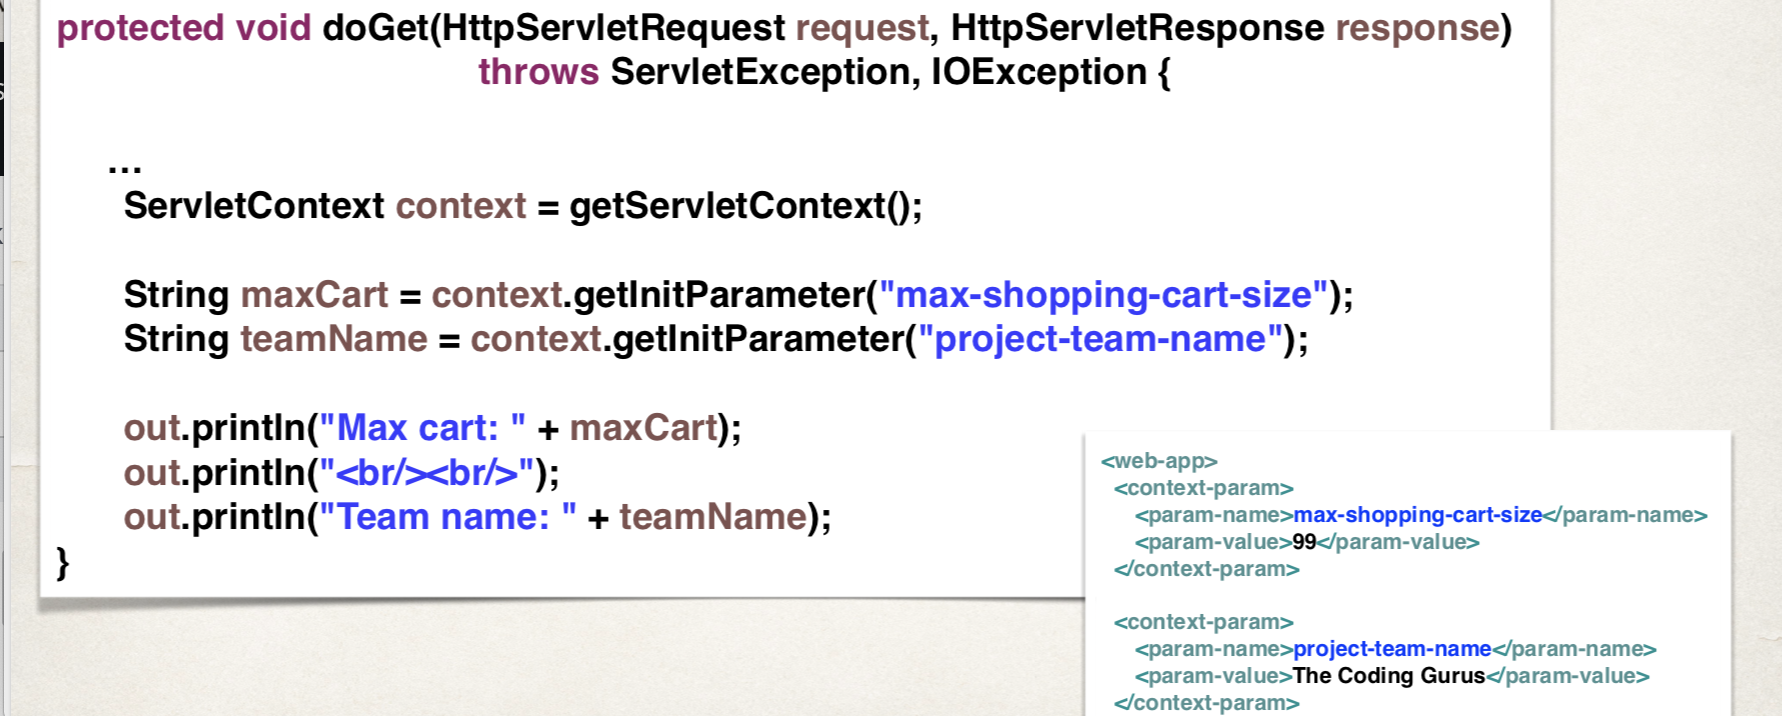 protected void doGet(HttpServletRequest request, HttpServletResponse response)
throws ServletException, IOException {
...
ServletContext context = getServletContext();
String maxCart = context.getInitParameter("max-shopping-cart-size");
String teamName = context.getInitParameter("project-team-name");
out.println("Max cart: " + maxCart);
out.println("<br/><br/>");
out.println("Team name: " + teamName);
}
<web-app>
<context-param>
<param-name>max-shopping-cart-size</param-name>
<param-value>99</param-value>
</context-param>
<context-param>
<param-name>project-team-name</param-name>
<param-value>The Coding Gurus</param-value>
</context-param>